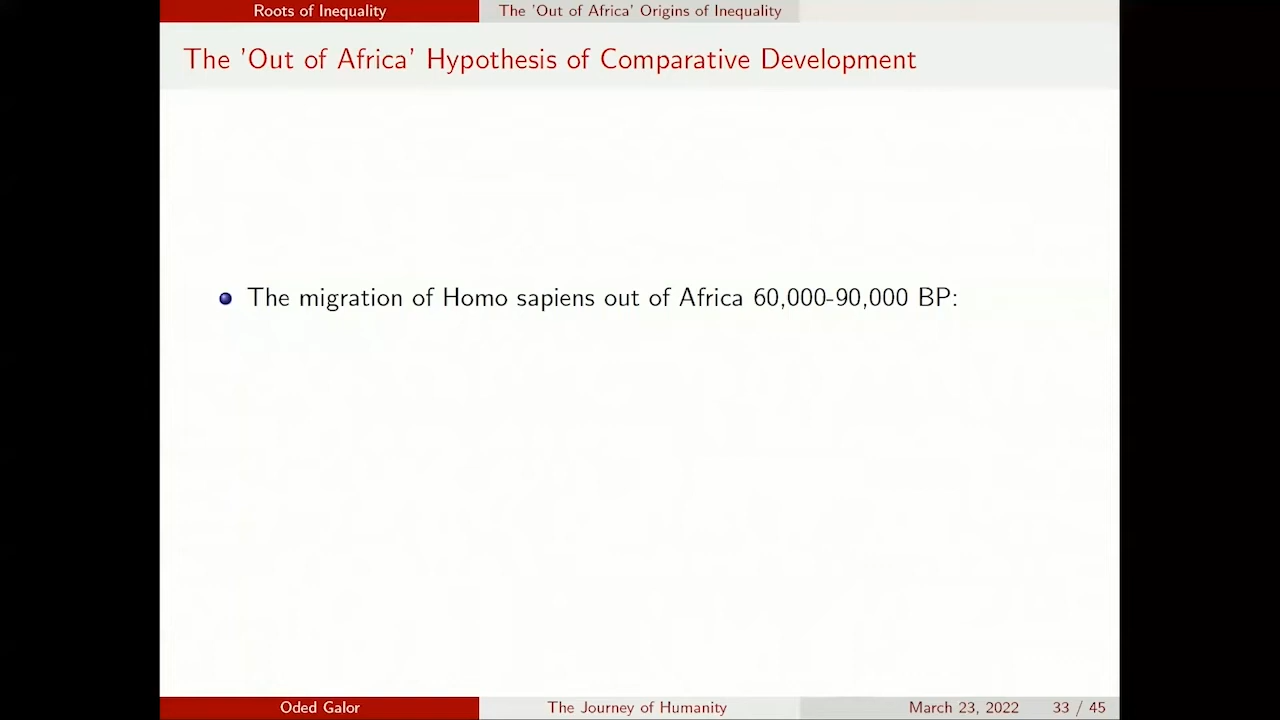 Roots of Inequality
The 'Out of Africa' Origins of Inequality
The 'Out of Africa' Hypothesis of Comparative Development
The migration of Homo sapiens out of Africa 60,000-90,000 BP:
Oded Galor
The Journey of Humanity
March 23, 2022
33 / 45